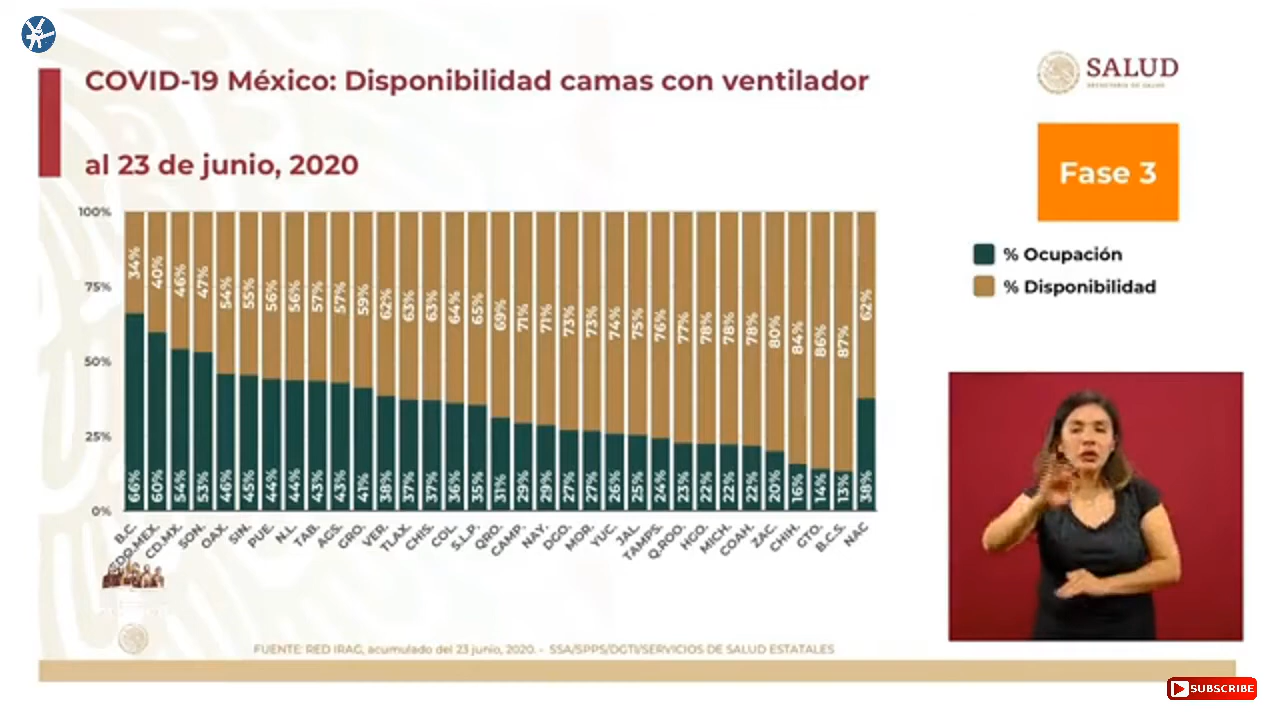 COVID-19 México: Disponibilidad camas con ventilador
al 23 de junio, 2020
SALUD
SECRETARÍA DE SALUD
Fase 3
% Ocupación
% Disponibilidad
100%
75%
50%
25%
0%
34% 40% 46% 47% 54% 55% 56% 56% 57% 57% 59% 62% 63% 63% 64% 65% 69% 71% 71% 73% 73% 74% 75% 76% 77% 78% 78% 78% 80% 84% 86% 87% 62%
66% 60% 54% 53% 46% 45% 44% 44% 43% 43% 41% 38% 37% 37% 36% 35% 31% 29% 29% 27% 27% 26% 25% 24% 23% 22% 22% 22% 20% 16% 14% 13% 38%
B.C. EDO.MEX. CD.MX. SON. OAX. SIN. PUE. N.L. TAB. AGS. GRO. VER. TLAX. CHIS. COL. S.L.P. QRO. CAMP. NAY. DGO. MOR. YUC. JAL. TAMPS. Q.ROO. HGO. MICH. COAH. ZAC. CHIH. GTO. B.C.S. NAC
FUENTE: RED IRAG, acumulado del 23 junio, 2020. - SSA/SPPS/DGTI/SERVICIOS DE SALUD ESTATALES
SUBSCRIBE